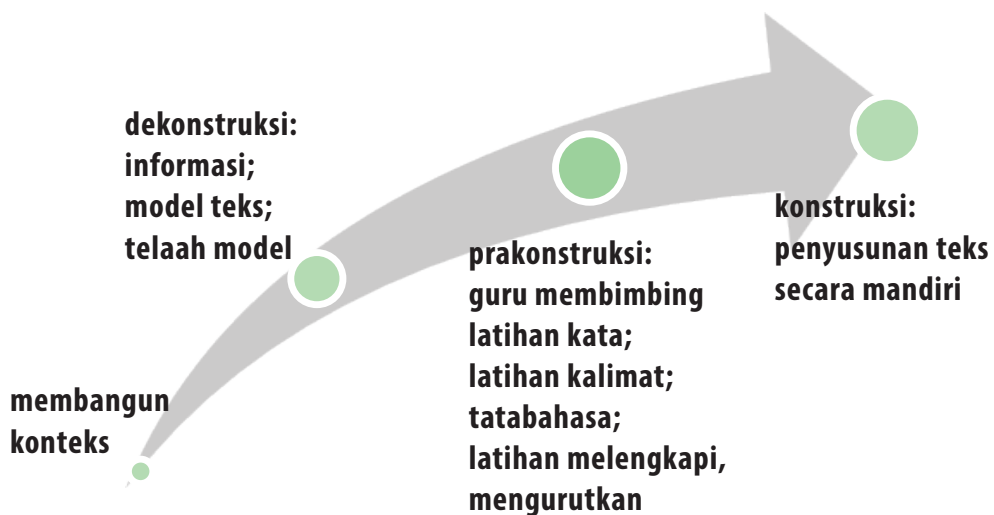 dekonstruksi:
informasi;
model teks;
telaah model
konstruksi:
penyusunan teks
secara mandiri
prakonstruksi:
guru membimbing
latihan kata;
latihan kalimat;
tatabahasa;
latihan melengkapi,
mengurutkan
membangun
konteks